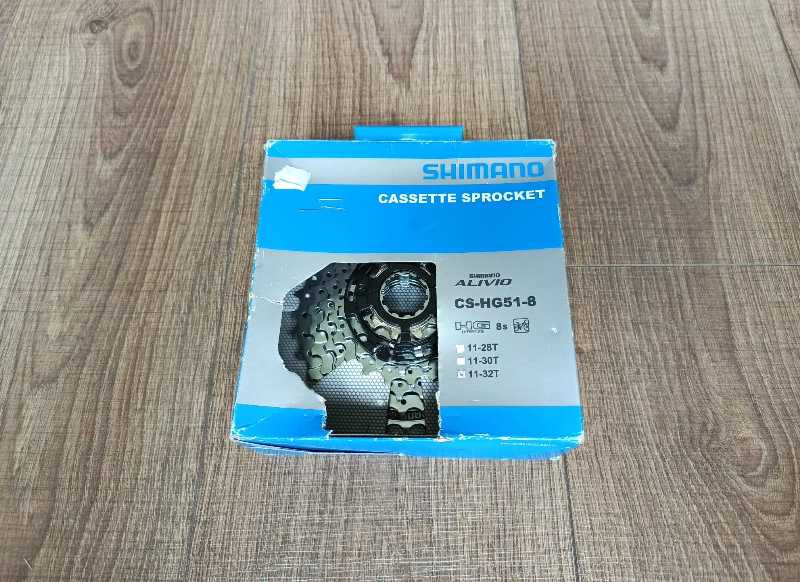 SHIMANO
CASSETTE SPROCKET
SHIMANO
ALIVIO
CS-HG51-8
HG 8s
11-28T
11-30T
11-32T